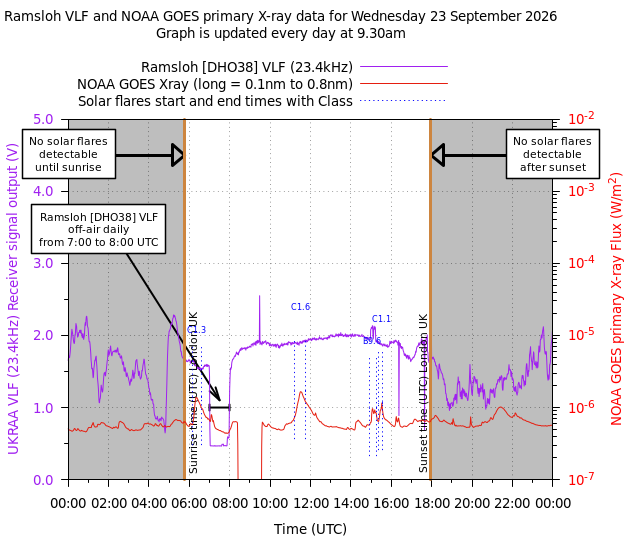 Ramsloh VLF and NOAA GOES primary X-ray data for Wednesday 23 September 2026
Graph is updated every day at 9.30am
Ramsloh [DHO38] VLF (23.4kHz)
NOAA GOES Xray (long = 0.1nm to 0.8nm)
Solar flares start and end times with Class
5.0
4.0
3.0
2.0
1.0
0.0
UKRAA VLF (23.4kHz) Receiver signal output (V)
No solar flares
detectable
until sunrise
Ramsloh [DHO38] VLF
off-air daily
from 7:00 to 8:00 UTC
No solar flares
detectable
after sunset
Sunrise time (UTC) London UK
Sunset time (UTC) London UK
C1.3
C1.6
C1.1
10-2
10-3
10-4
10-5
10-6
10-7
NOAA GOES primary X-ray Flux (W/m2)
00:00 02:00 04:00 06:00 08:00 10:00 12:00 14:00 16:00 18:00 20:00 22:00 00:00
Time (UTC)